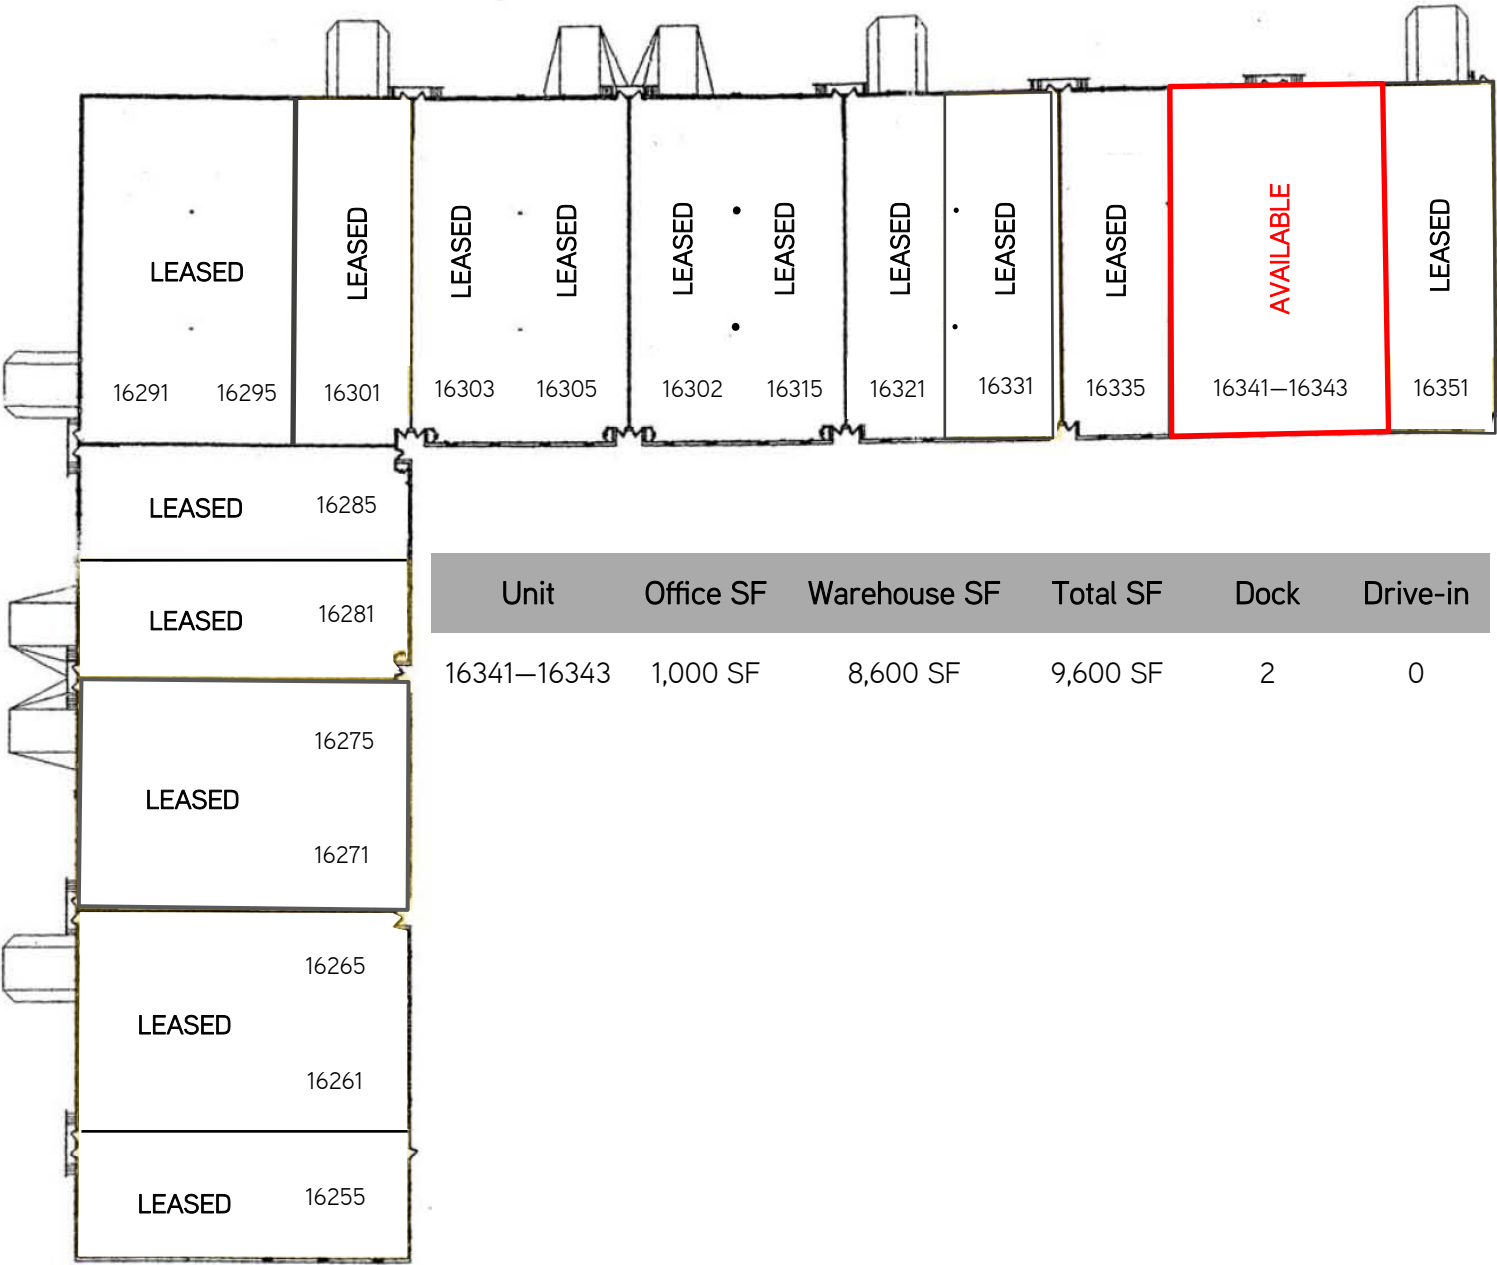 LEASED
LEASED
LEASED
LEASED
LEASED
LEASED
LEASED
LEASED
LEASED
AVAILABLE
LEASED
16291 16295 16301 16303 16305 16302 16315 16321 16331 16335 16341—16343 16351
LEASED 16285
LEASED 16281
16275
LEASED
16271
16265
LEASED
16261
LEASED 16255
Unit Office SF Warehouse SF Total SF Dock Drive-in
16341—16343 1,000 SF 8,600 SF 9,600 SF 2 0